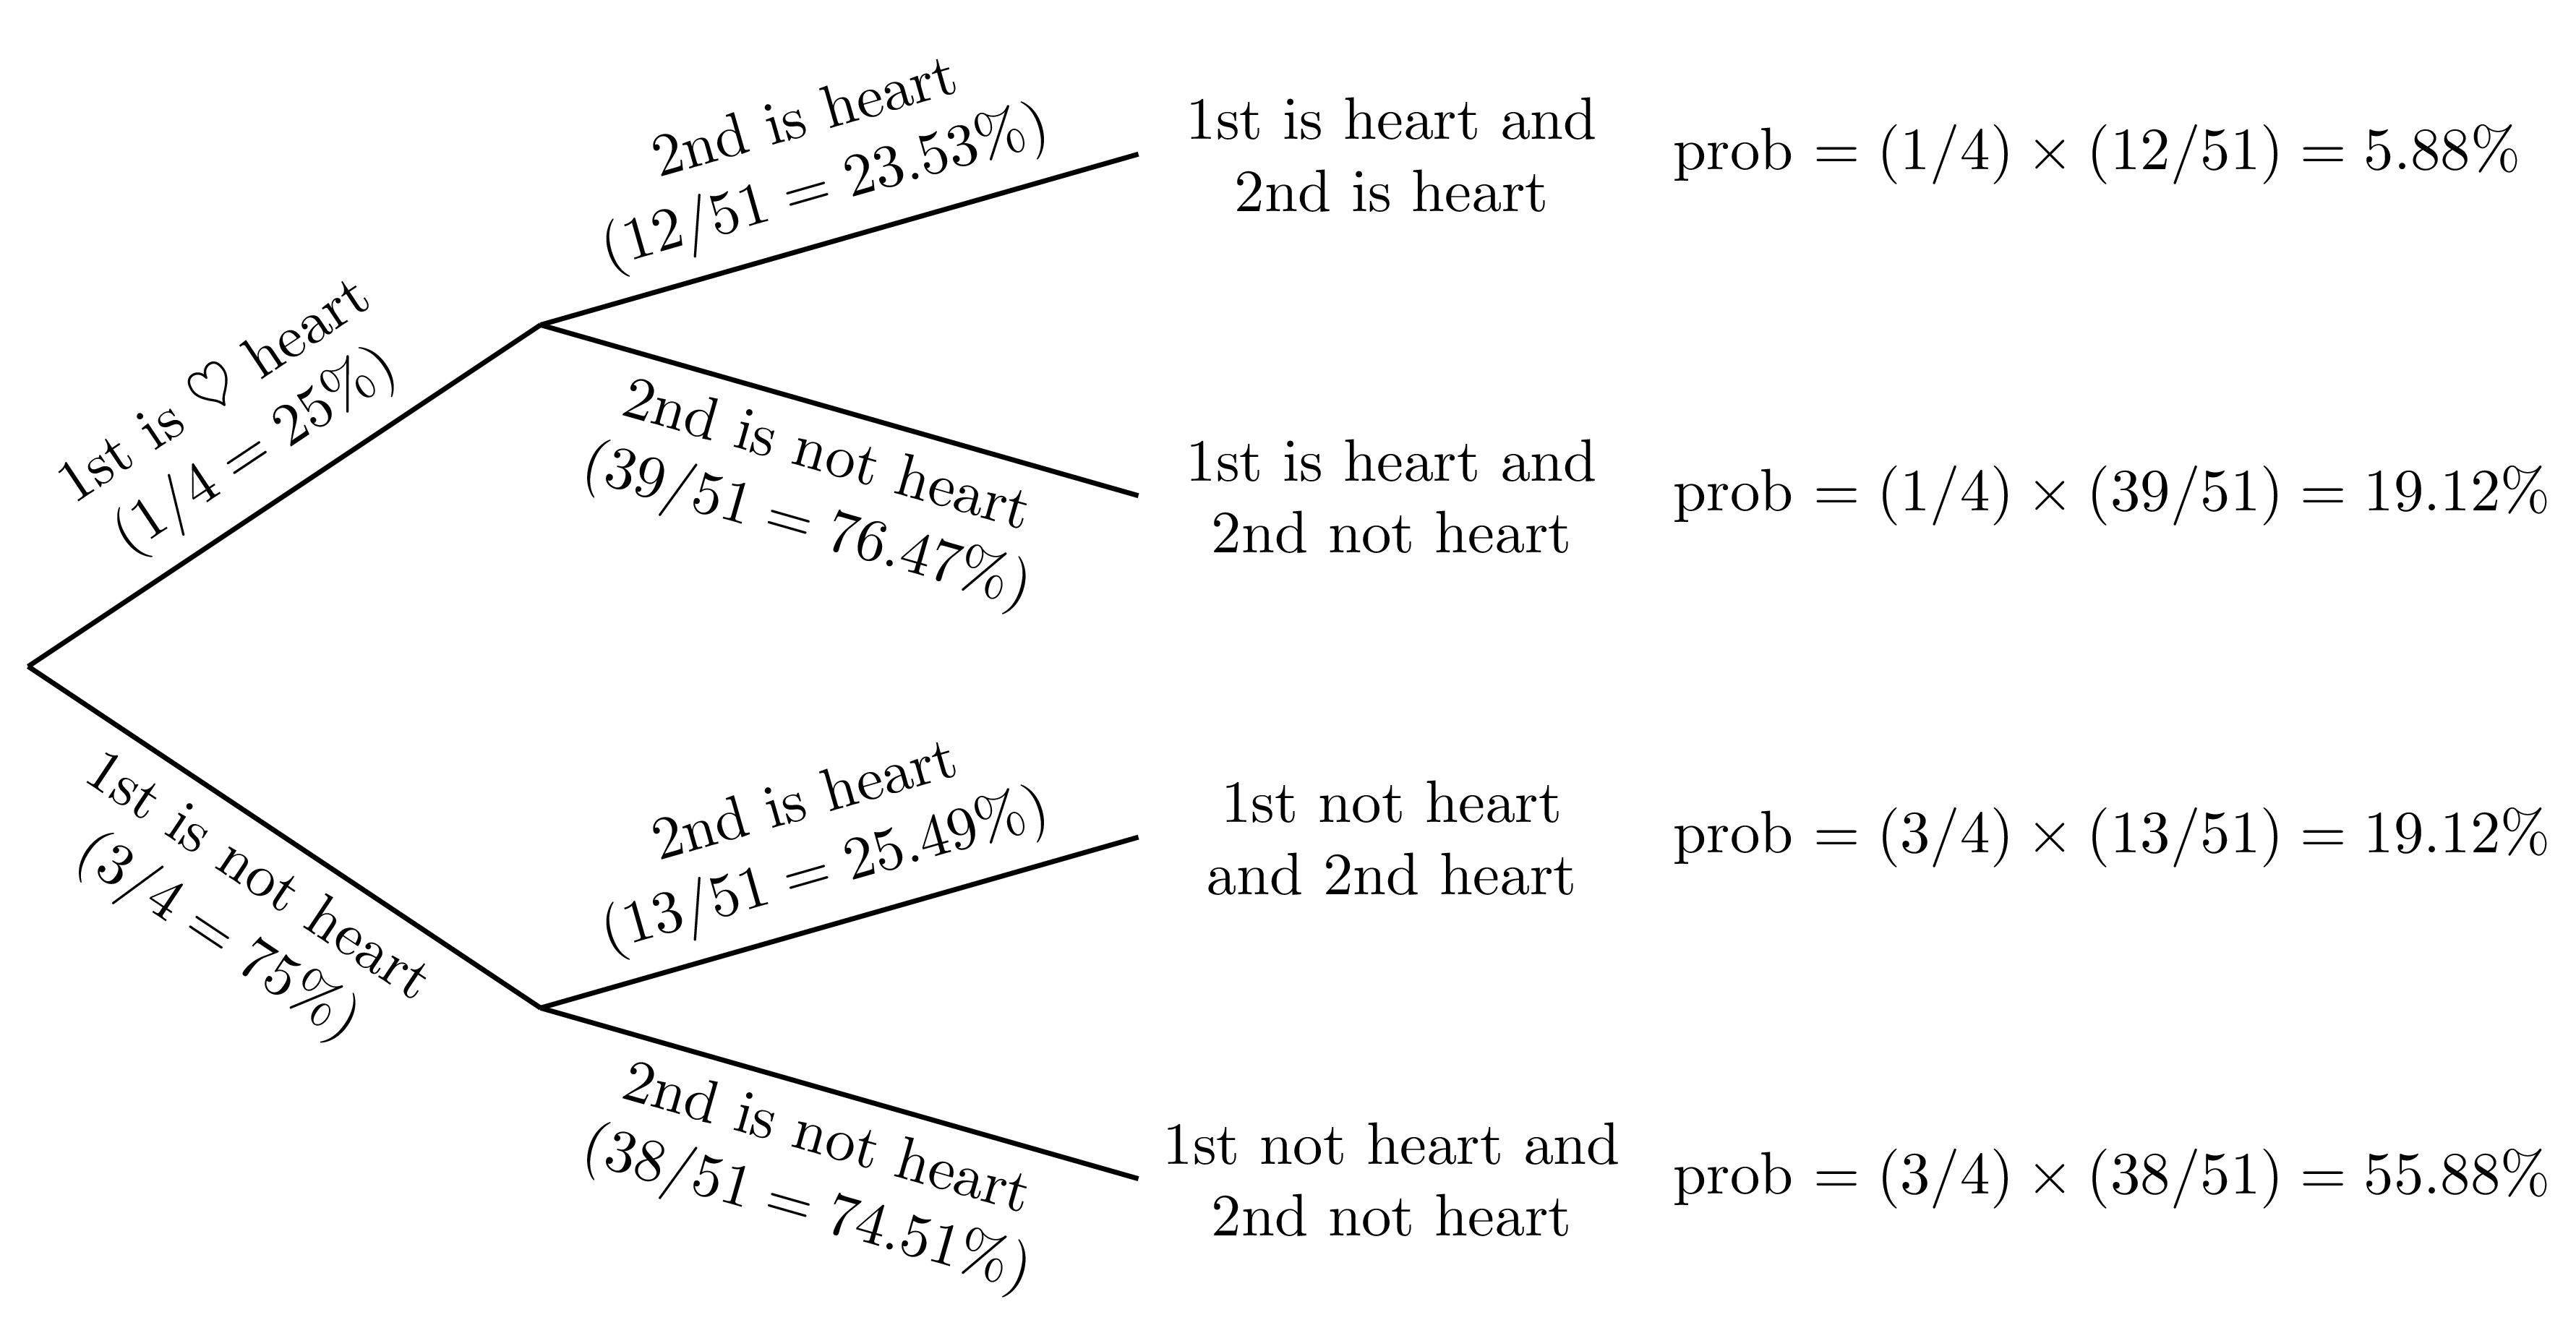 2nd is heart
(12/51 = 23.53%)
1st is heart and
2nd is heart
prob = (1/4) × (12/51) = 5.88%
1st is ♡ heart
(1/4 = 25%)
2nd is not heart
(39/51 = 76.47%)
1st is heart and
2nd not heart
prob = (1/4) × (39/51) = 19.12%
1st is not heart
(3/4 = 75%)
2nd is heart
(13/51 = 25.49%)
1st not heart
and 2nd heart
prob = (3/4) × (13/51) = 19.12%
2nd is not heart
(38/51 = 74.51%)
1st not heart and
2nd not heart
prob = (3/4) × (38/51) = 55.88%